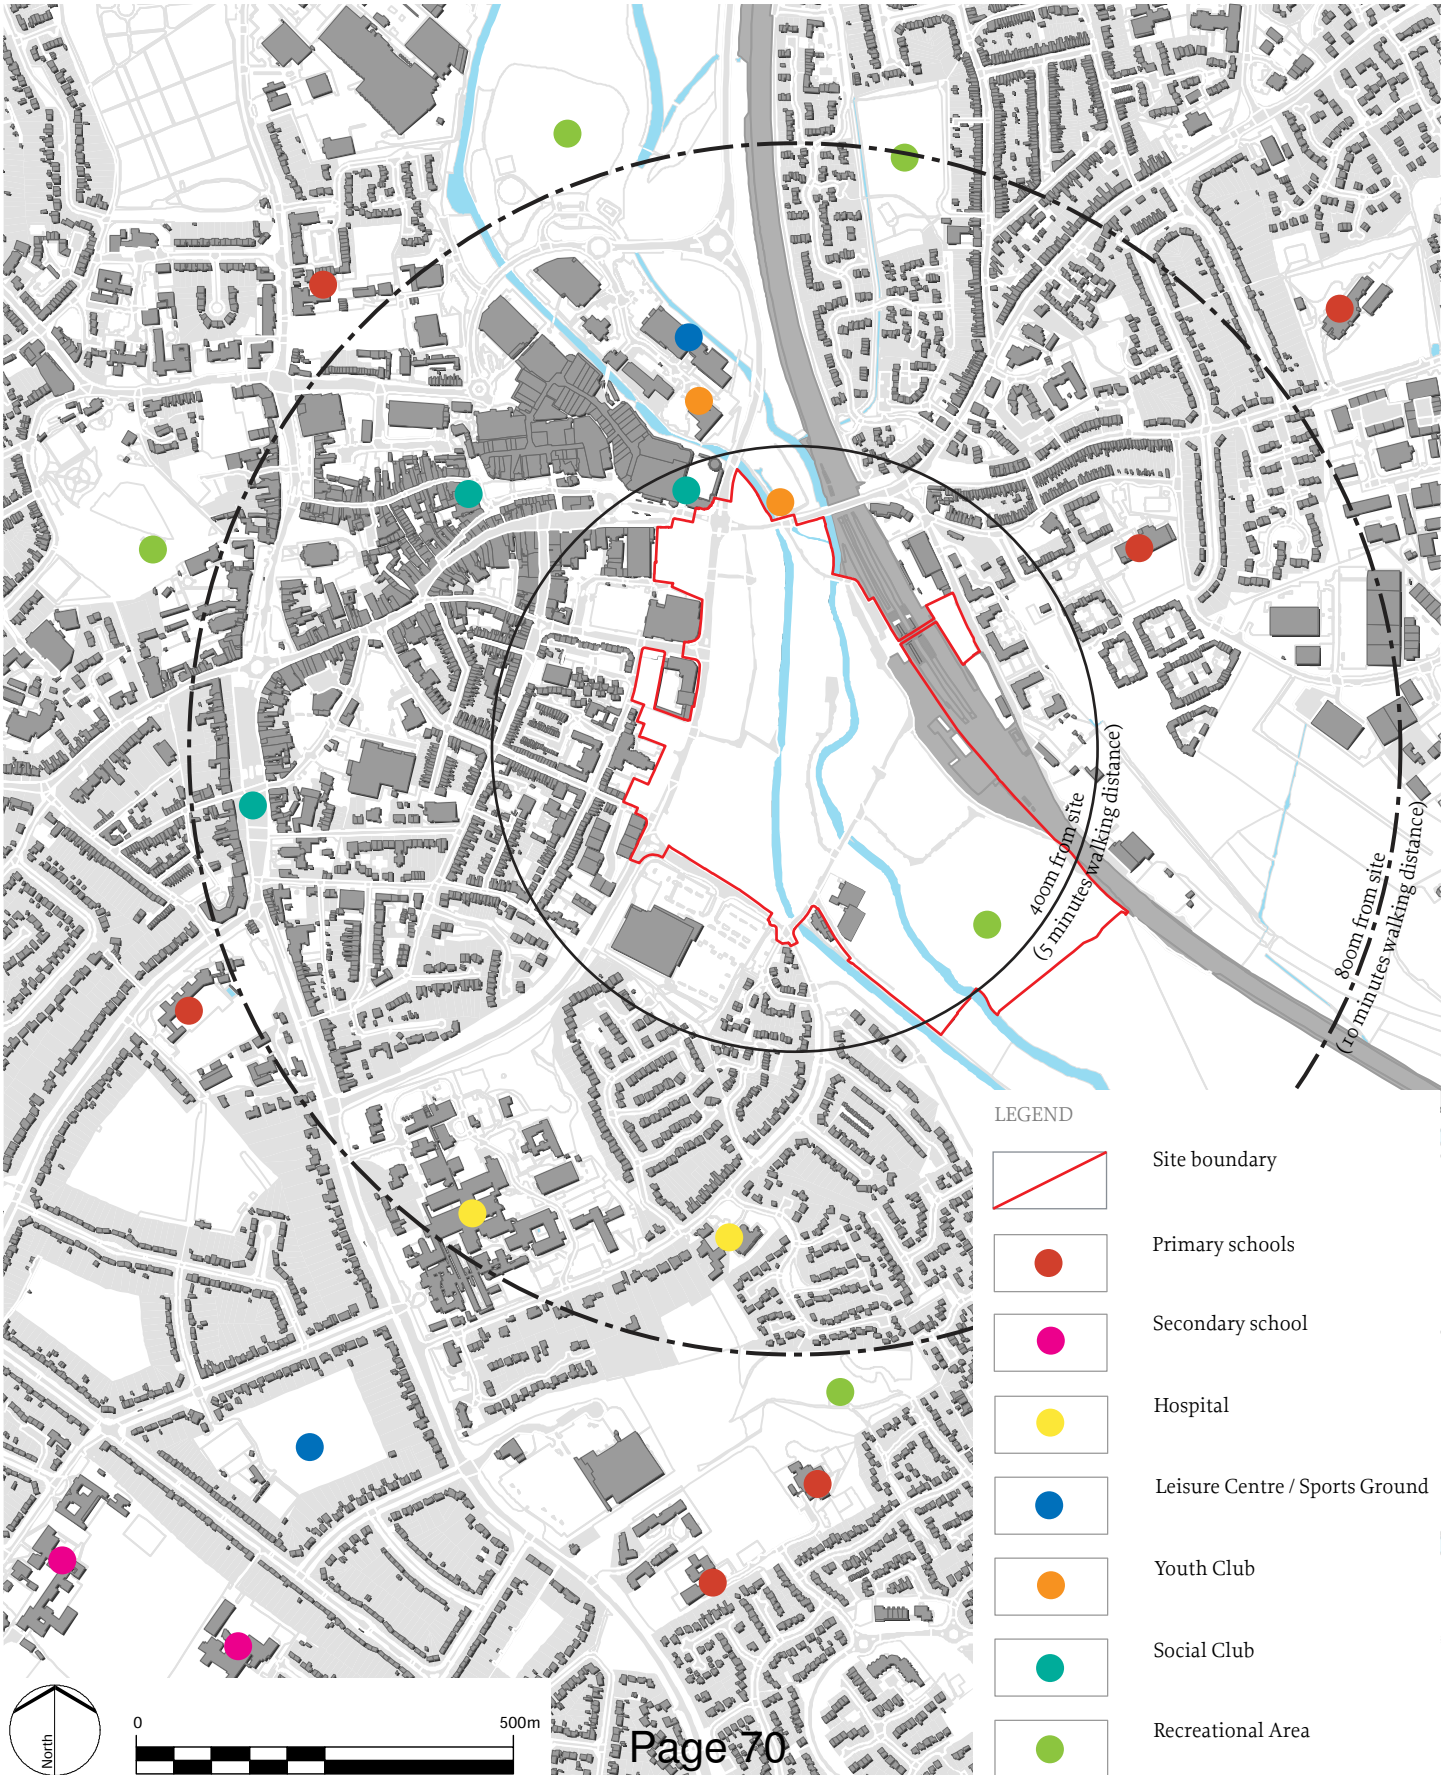 400m from site
(5 minutes walking distance)
800m from site
(10 minutes walking distance)
LEGEND
Site boundary
Primary schools
Secondary school
Hospital
Leisure Centre / Sports Ground
Youth Club
Social Club
Recreational Area
North
0 500m
Page 70